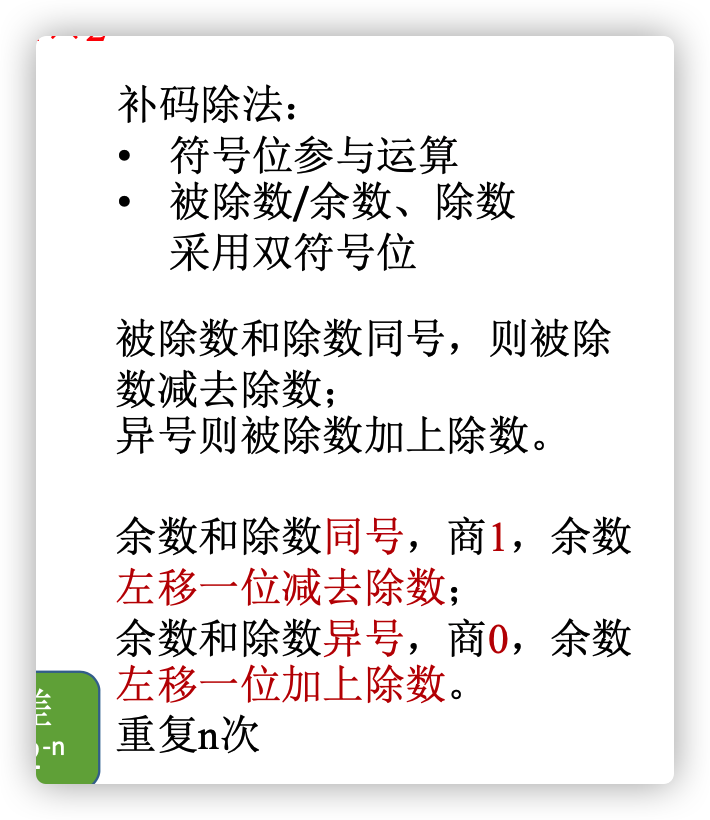 补码除法：
• 符号位参与运算
• 被除数/余数、除数
采用双符号位
被除数和除数同号，则被除
数减去除数；
异号则被除数加上除数。
余数和除数同号，商1，余数
左移一位减去除数；
余数和除数异号，商0，余数
左移一位加上除数。
重复n次
-n